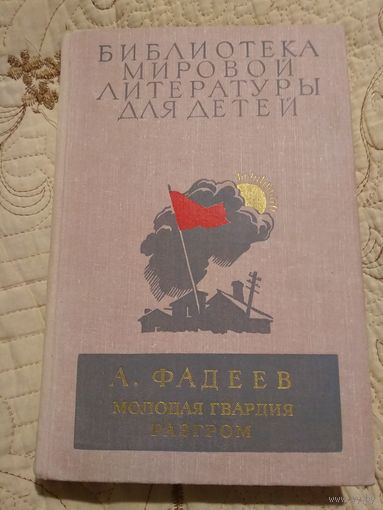 БИБЛИОТЕКА
МИРОВОЙ
ЛИТЕРАТУРЫ
ДЛЯ ДЕТЕЙ
А. ФАДЕЕВ
МОЛОДАЯ ГВАРДИЯ
РАЗГРОМ